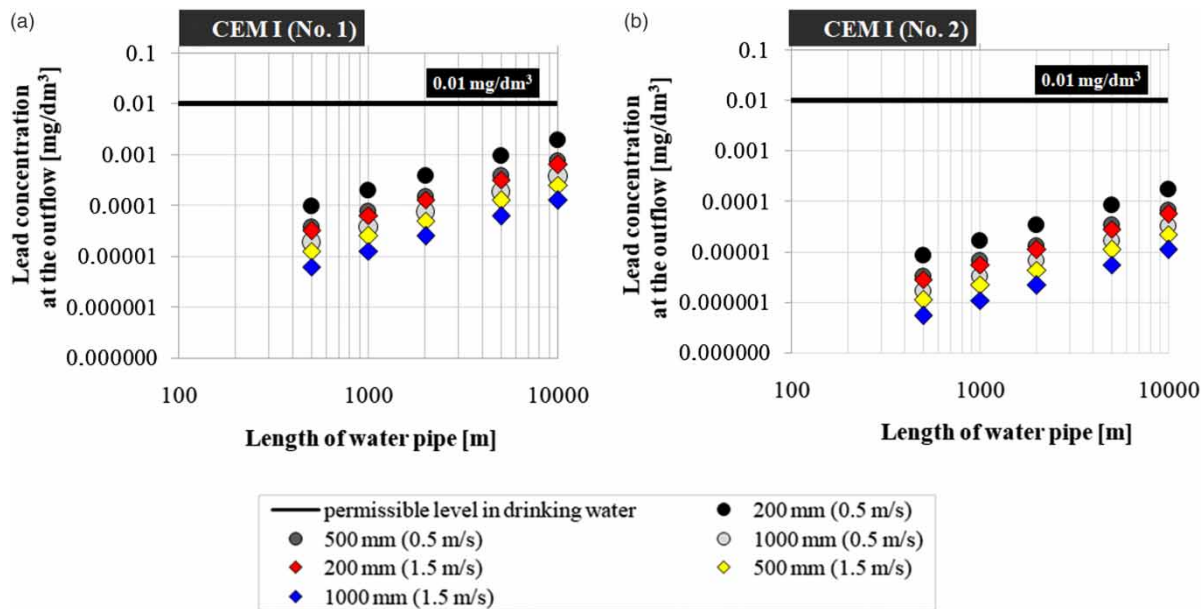 (a)
CEM I (No. 1)
0.1
0.01
0.001
0.0001
0.00001
0.000001
0.000000
0.01 mg/dm³
Lead concentration
at the outflow [mg/dm³]
100
1000
10000
Length of water pipe [m]
(b)
CEM I (No. 2)
0.1
0.01
0.001
0.0001
0.00001
0.000001
0.000000
0.01 mg/dm³
Lead concentration
at the outflow [mg/dm³]
100
1000
10000
Length of water pipe [m]
permissible level in drinking water
200 mm (0.5 m/s)
500 mm (0.5 m/s)
1000 mm (0.5 m/s)
200 mm (1.5 m/s)
500 mm (1.5 m/s)
1000 mm (1.5 m/s)